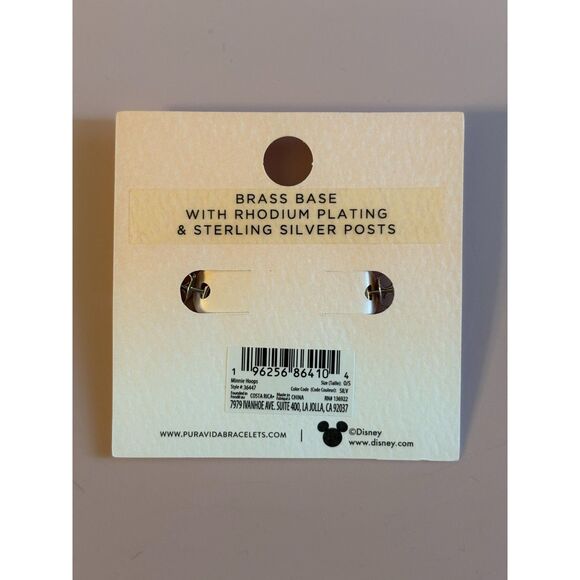 BRASS BASE
WITH RHODIUM PLATING
& STERLING SILVER POSTS
1 96256 86410 4
Minnie Hoops Size (Taille): O/S
Style # 36447 Color Code (Code Couleur): SILV
Founded in COSTA RICA• Made in CHINA RN# 136922
7979 IVANHOE AVE. SUITE 400, LA JOLLA, CA 92037
WWW.PURAVIDABRACELETS.COM
©Disney
www.disney.com